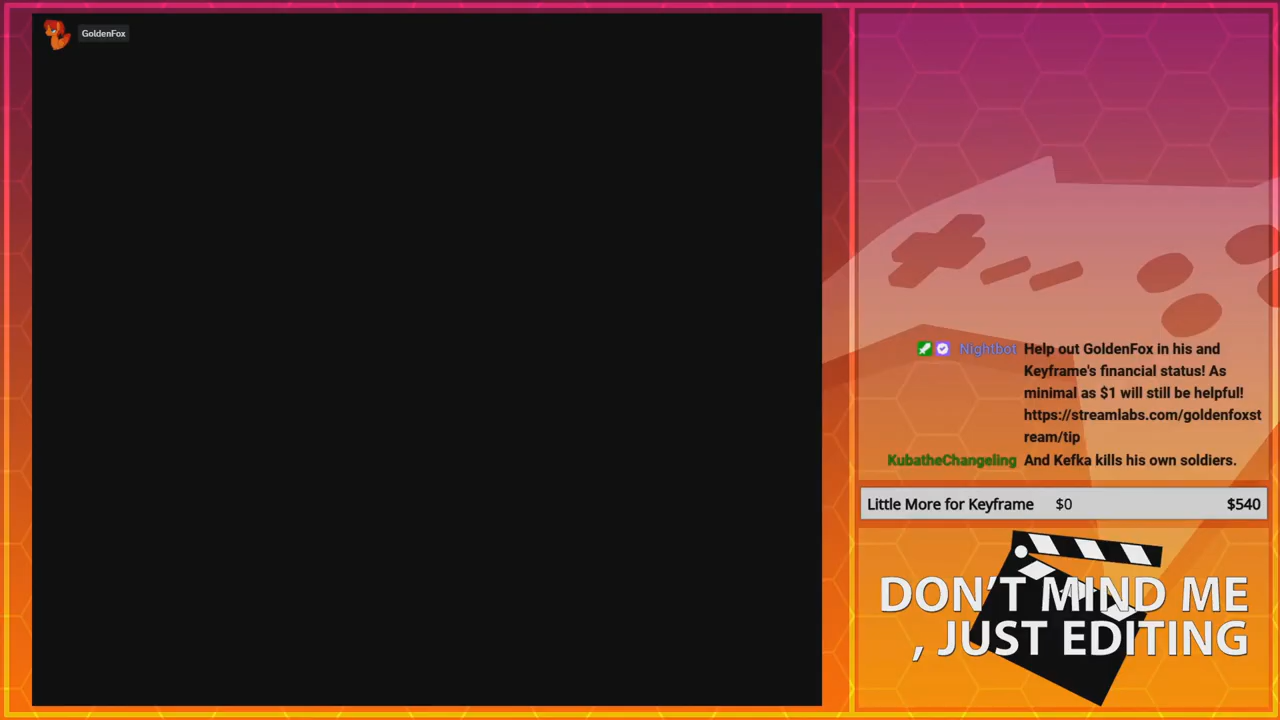 GoldenFox
Nightbot Help out GoldenFox in his and
Keyframe's financial status! As
minimal as $1 will still be helpful!
https://streamlabs.com/goldenfoxst
ream/tip
KubatheChangeling And Kefka kills his own soldiers.
Little More for Keyframe $0 $540
DON'T MIND ME
, JUST EDITING